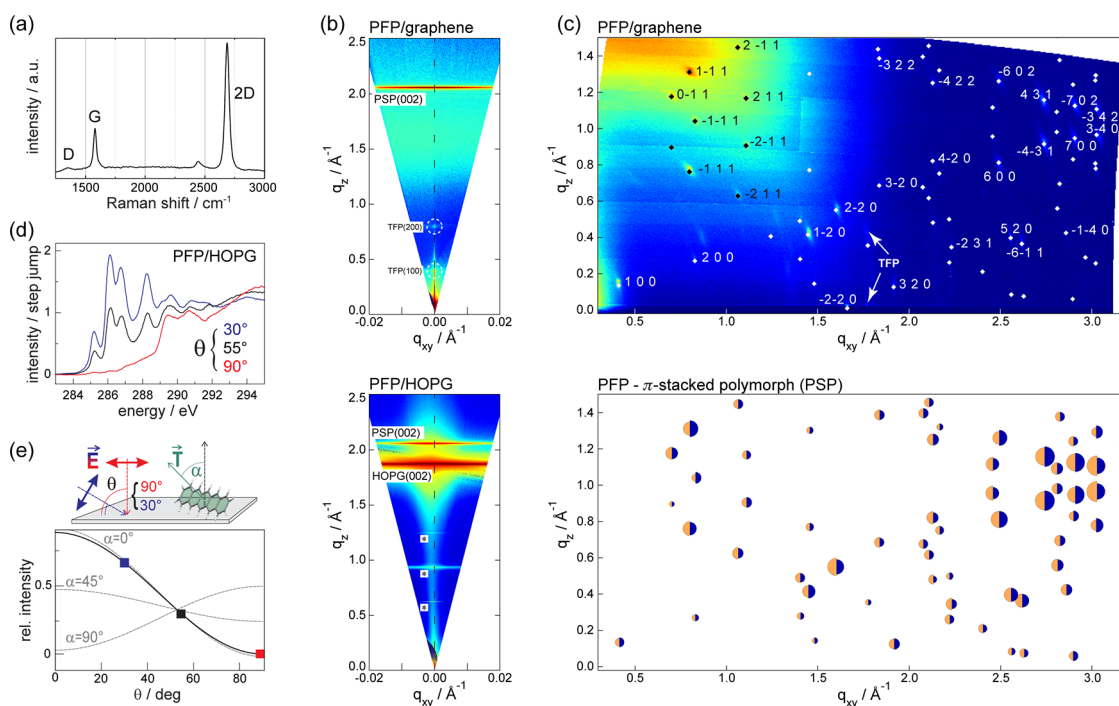 (a)
intensity / a.u.
D
G
2D
1500
2000
2500
3000
Raman shift / cm⁻¹
(b)
PFP/graphene
q_z / Å⁻¹
2.5
2.0
1.5
1.0
0.5
0.0
PSP(002)
TFP(200)
TFP(100)
-0.02
0.00
0.02
q_xy / Å⁻¹
(c)
PFP/graphene
q_z / Å⁻¹
1.4
1.2
1.0
0.8
0.6
0.4
0.2
0.0
2 -1 1
1 -1 1
0 -1 1
2 1 1
-1 -1 1
-2 -1 1
-1 1 1
-2 1 1
1 0 0
2 0 0
1 -2 0
2 -2 0
-2 -2 0
3 -2 0
3 2 0
TFP
-3 2 2
-4 2 2
4 -2 0
-2 3 1
-6 0 2
6 0 0
5 2 0
-6 -1 1
4 3 1
-4 -3 1
-7 0 2
-3 4 2
3 -4 0
7 0 0
-1 -4 0
0.5
1.0
1.5
2.0
2.5
3.0
q_xy / Å⁻¹
(d)
PFP/HOPG
intensity / step jump
2
1
0
θ { 30°
55°
90°
284
286
288
290
292
294
energy / eV
PFP/HOPG
q_z / Å⁻¹
2.5
2.0
1.5
1.0
0.5
0.0
PSP(002)
HOPG(002)
*
*
*
-0.02
0.00
0.02
q_xy / Å⁻¹
PFP - π-stacked polymorph (PSP)
q_z / Å⁻¹
1.4
1.2
1.0
0.8
0.6
0.4
0.2
0.0
0.5
1.0
1.5
2.0
2.5
3.0
q_xy / Å⁻¹
(e)
E
T
α
θ { 90°
30°
rel. intensity
0.5
0
α=0°
α=45°
α=90°
0
20
40
60
80
θ / deg